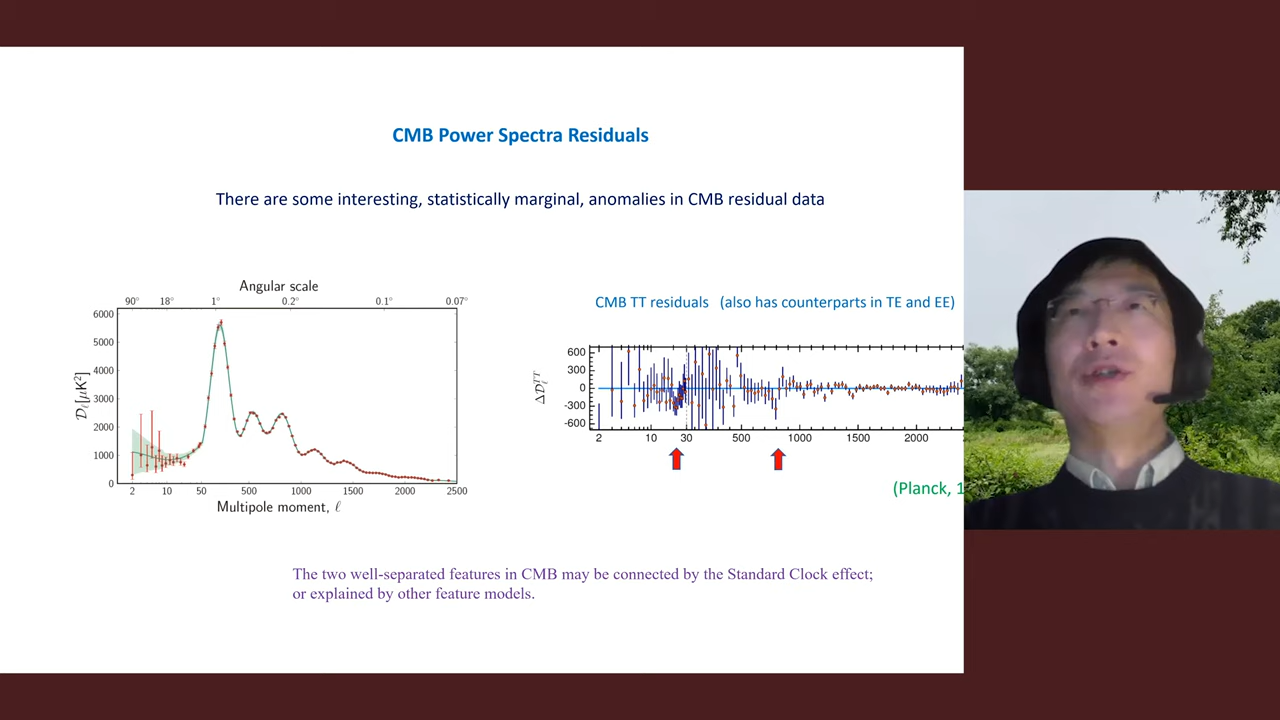 CMB Power Spectra Residuals
There are some interesting, statistically marginal, anomalies in CMB residual data
Angular scale
90° 18° 1° 0.2° 0.1° 0.07°
6000
5000
4000
3000
2000
1000
0
𝒟ℓ[μK²]
2 10 50 500 1000 1500 2000 2500
Multipole moment, ℓ
CMB TT residuals (also has counterparts in TE and EE)
600
300
0
-300
-600
Δ𝒟ℓᵀᵀ
2 10 30 500 1000 1500 2000
(Planck, 1
The two well-separated features in CMB may be connected by the Standard Clock effect;
or explained by other feature models.